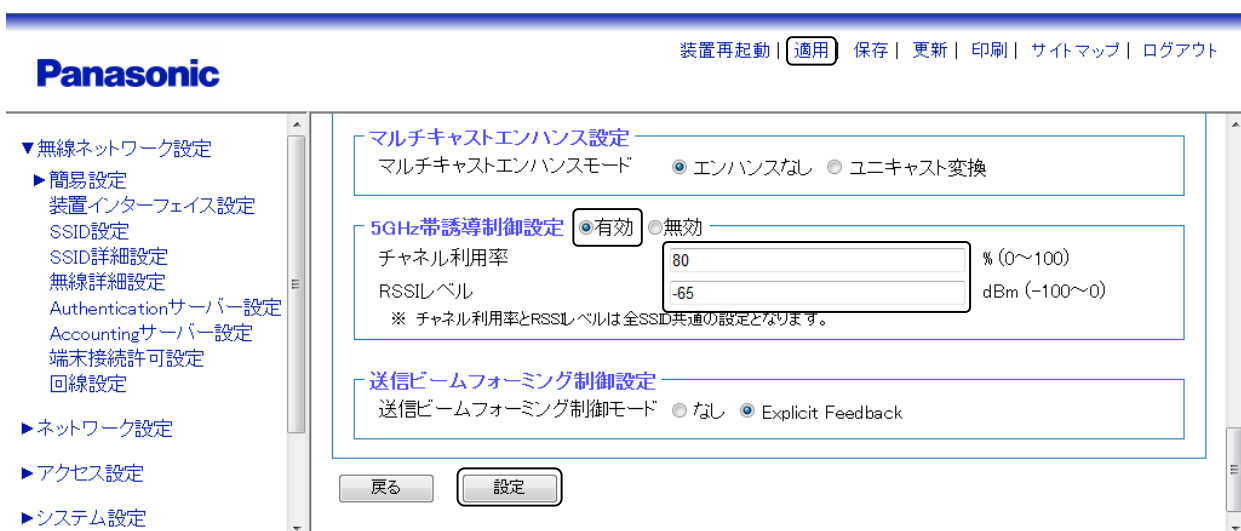 装置再起動| 適用| 保存| 更新| 印刷| サイトマップ| ログアウト
Panasonic
▼無線ネットワーク設定
▶簡易設定
装置インターフェイス設定
SSID設定
SSID詳細設定
無線詳細設定
Authenticationサーバー設定
Accountingサーバー設定
端末接続許可設定
回線設定
▶ネットワーク設定
▶アクセス設定
▶システム設定
マルチキャストエンハンス設定
マルチキャストエンハンスモード エンハンスなし ユニキャスト変換
5GHz帯誘導制御設定 有効 無効
チャネル利用率 80 % (0～100)
RSSIレベル -65 dBm (-100～0)
※ チャネル利用率とRSSIレベルは全SSID共通の設定となります。
送信ビームフォーミング制御設定
送信ビームフォーミング制御モード なし Explicit Feedback
戻る 設定